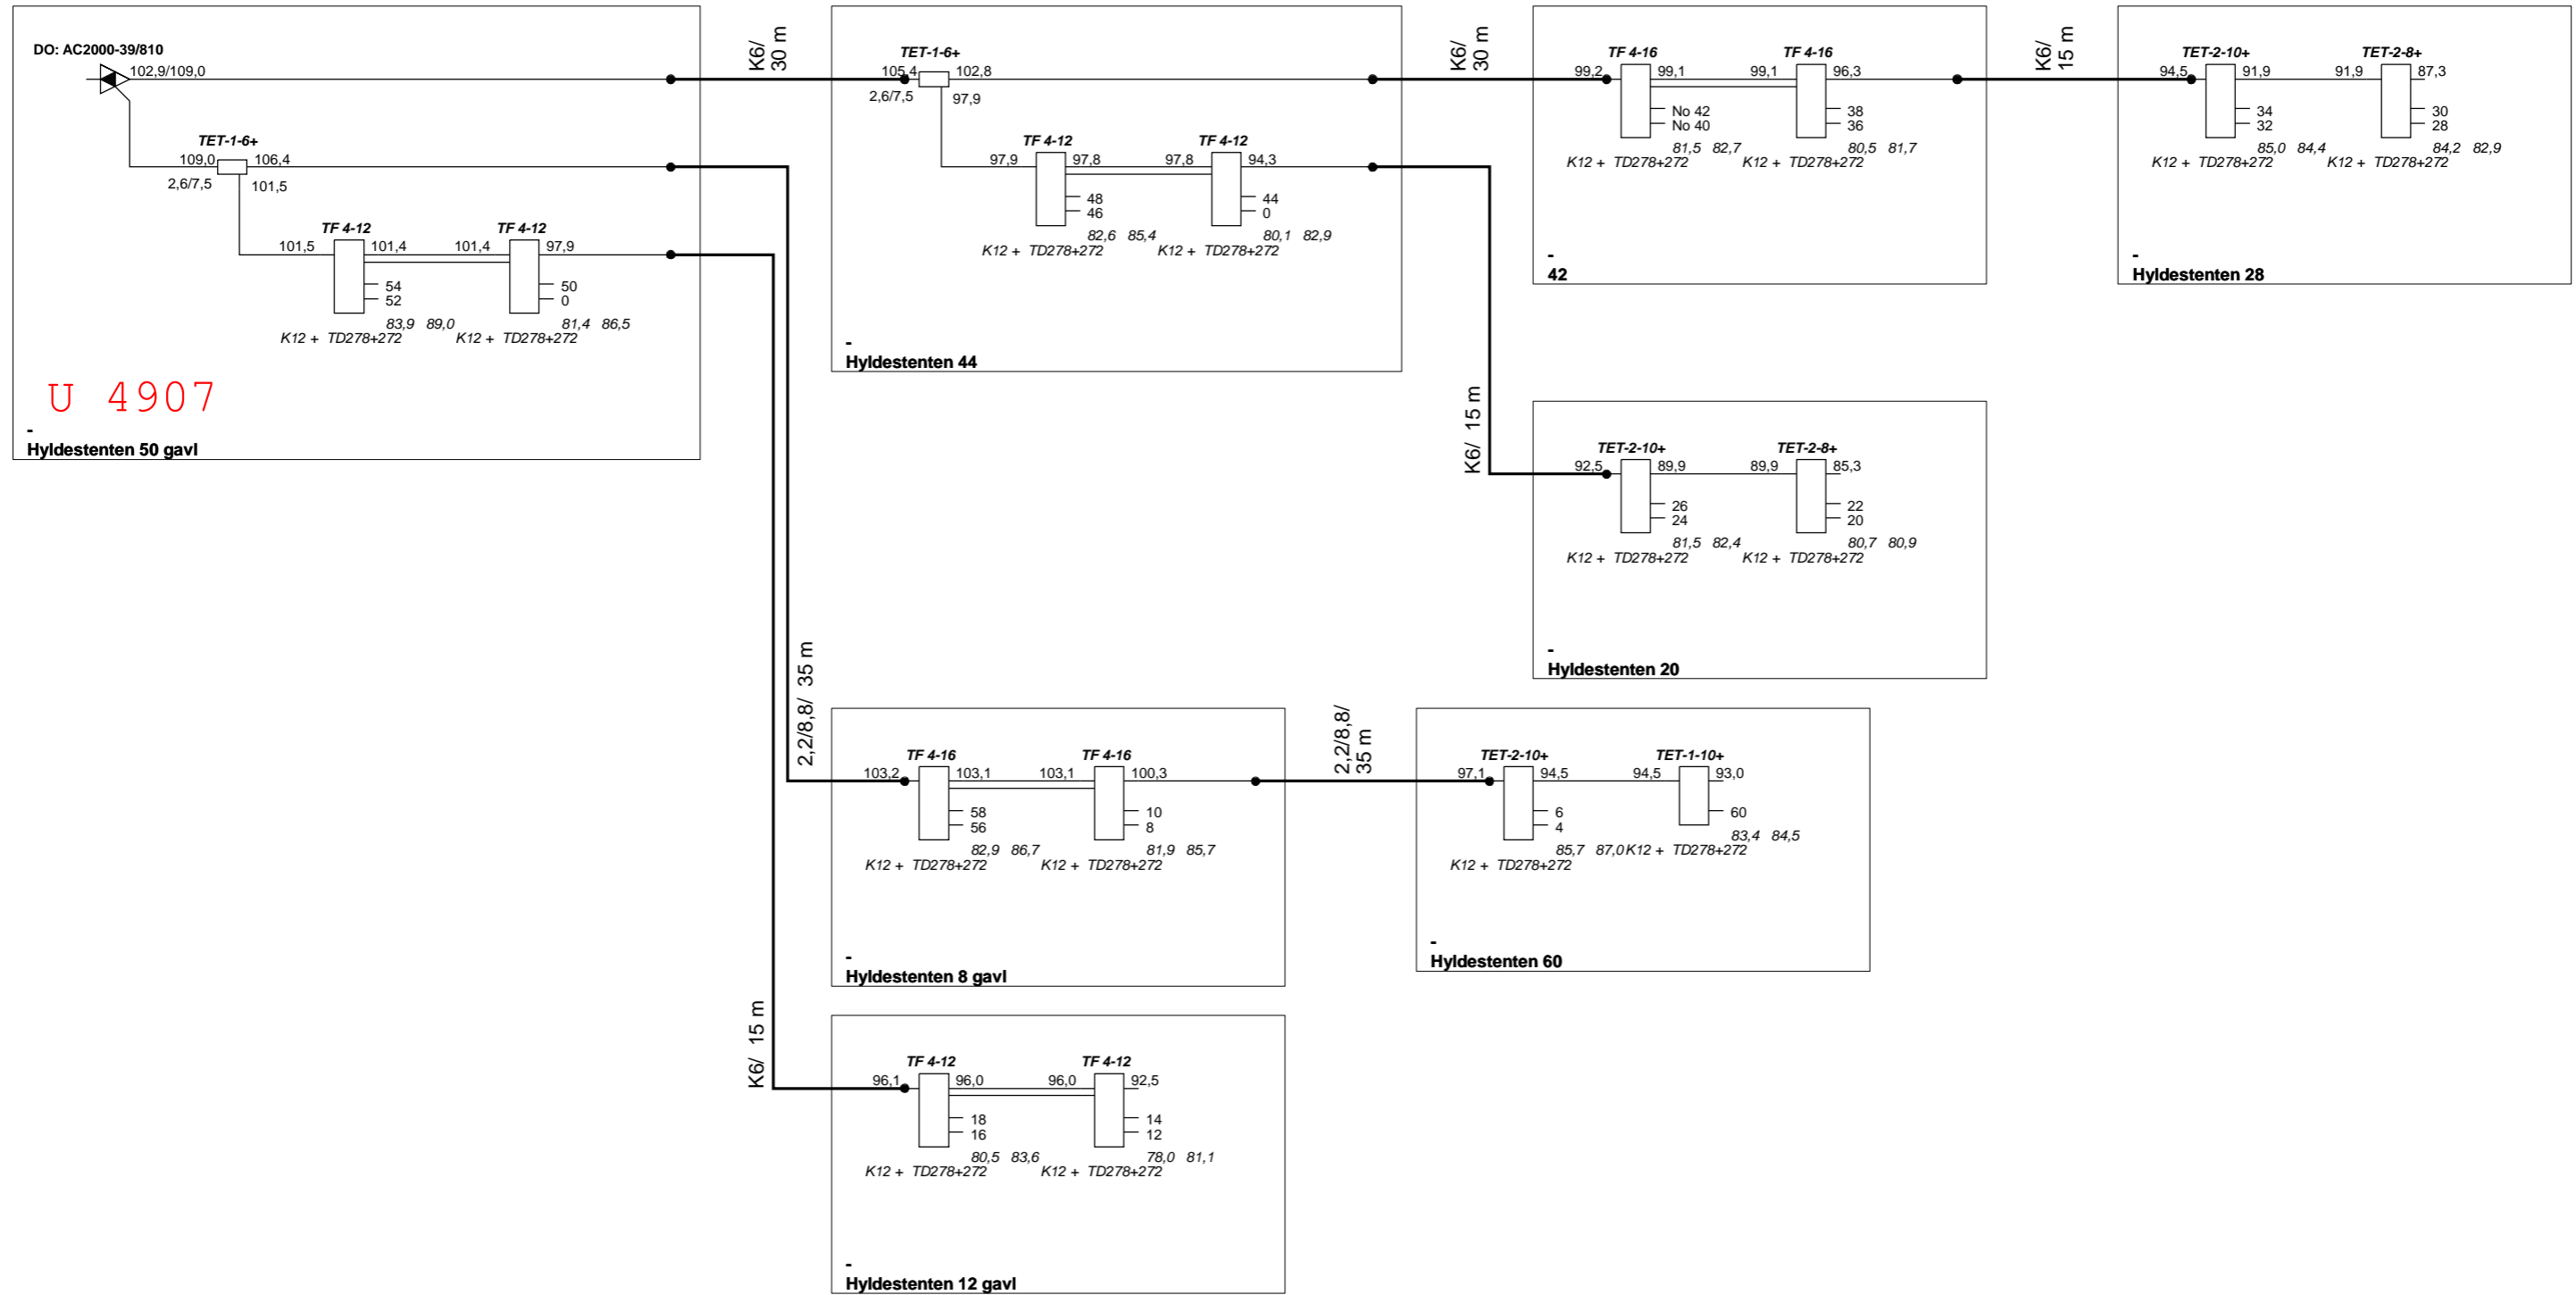 DO: AC2000-39/810
102,9/109,0
TET-1-6+
109,0 106,4
2,6/7,5 101,5
TF 4-12 TF 4-12
101,5 101,4 101,4 97,9
54 50
52 0
83,9 89,0 81,4 86,5
K12 + TD278+272 K12 + TD278+272
U 4907
-
Hyldestenten 50 gavl
K6/
30 m
TET-1-6+
105,4 102,8
2,6/7,5 97,9
TF 4-12 TF 4-12
97,9 97,8 97,8 94,3
48 44
46 0
82,6 85,4 80,1 82,9
K12 + TD278+272 K12 + TD278+272
-
Hyldestenten 44
K6/
30 m
TF 4-16 TF 4-16
99,2 99,1 99,1 96,3
No 42 38
No 40 36
81,5 82,7 80,5 81,7
K12 + TD278+272 K12 + TD278+272
-
42
K6/
15 m
TET-2-10+ TET-2-8+
94,5 91,9 91,9 87,3
34 30
32 28
85,0 84,4 84,2 82,9
K12 + TD278+272 K12 + TD278+272
-
Hyldestenten 28
K6/ 15 m
TET-2-10+ TET-2-8+
92,5 89,9 89,9 85,3
26 22
24 20
81,5 82,4 80,7 80,9
K12 + TD278+272 K12 + TD278+272
-
Hyldestenten 20
2,2/8,8/ 35 m
TF 4-16 TF 4-16
103,2 103,1 103,1 100,3
58 10
56 8
82,9 86,7 81,9 85,7
K12 + TD278+272 K12 + TD278+272
-
Hyldestenten 8 gavl
2,2/8,8/
35 m
TET-2-10+ TET-1-10+
97,1 94,5 94,5 93,0
6 60
4
83,4 84,5
85,7 87,0 K12 + TD278+272
K12 + TD278+272
-
Hyldestenten 60
K6/ 15 m
TF 4-12 TF 4-12
96,1 96,0 96,0 92,5
18 14
16 12
80,5 83,6 78,0 81,1
K12 + TD278+272 K12 + TD278+272
-
Hyldestenten 12 gavl